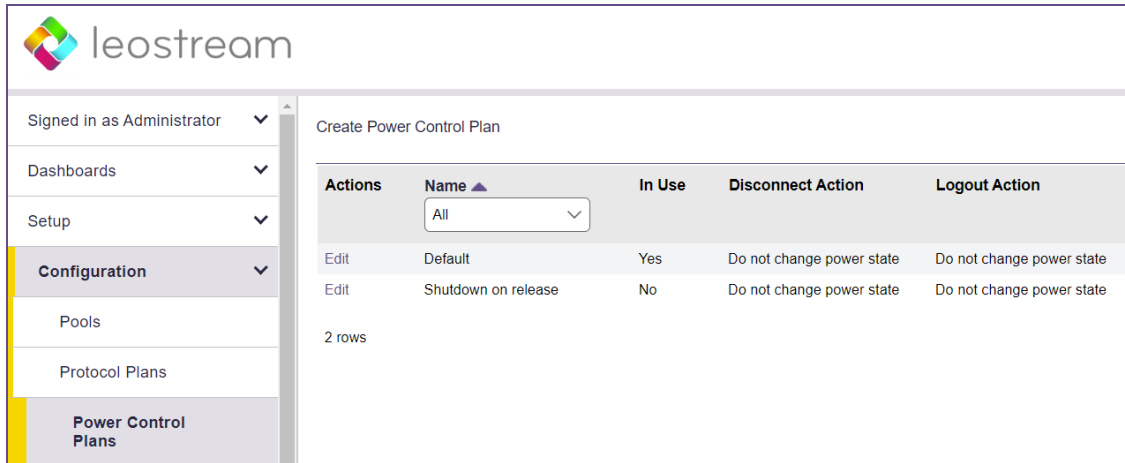 leostream
Signed in as Administrator
Dashboards
Setup
Configuration
Pools
Protocol Plans
Power Control
Plans
Create Power Control Plan
Actions Name In Use Disconnect Action Logout Action
All
Edit Default Yes Do not change power state Do not change power state
Edit Shutdown on release No Do not change power state Do not change power state
2 rows